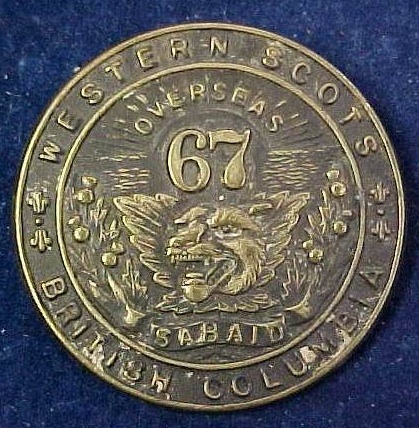 WESTERN SCOTS
OVERSEAS
67
SABAID
BRITISH COLUMBIA